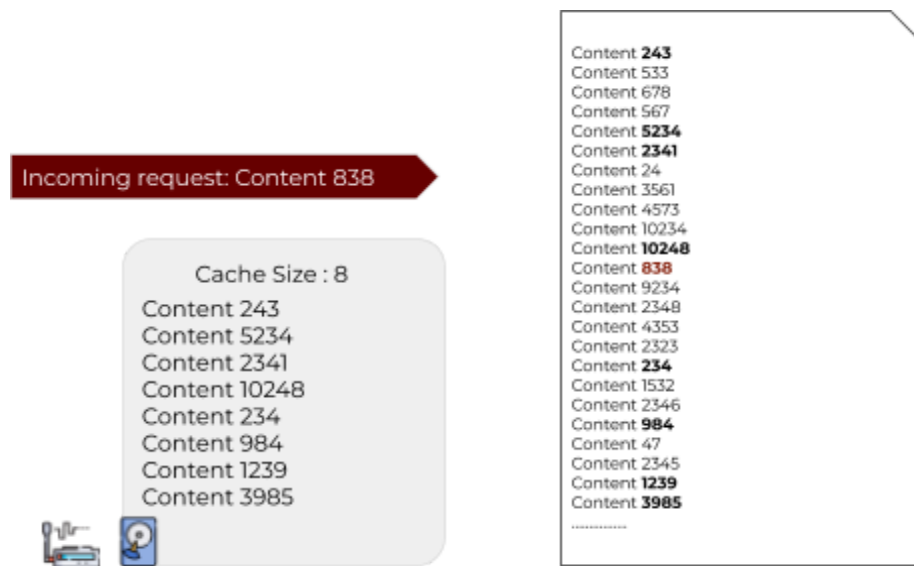 Incoming request: Content 838
Cache Size : 8
Content 243
Content 5234
Content 2341
Content 10248
Content 234
Content 984
Content 1239
Content 3985
Content 243
Content 533
Content 678
Content 567
Content 5234
Content 2341
Content 24
Content 3561
Content 4573
Content 10234
Content 10248
Content 838
Content 9234
Content 2348
Content 4353
Content 2323
Content 234
Content 1532
Content 2346
Content 984
Content 47
Content 2345
Content 1239
Content 3985
.............